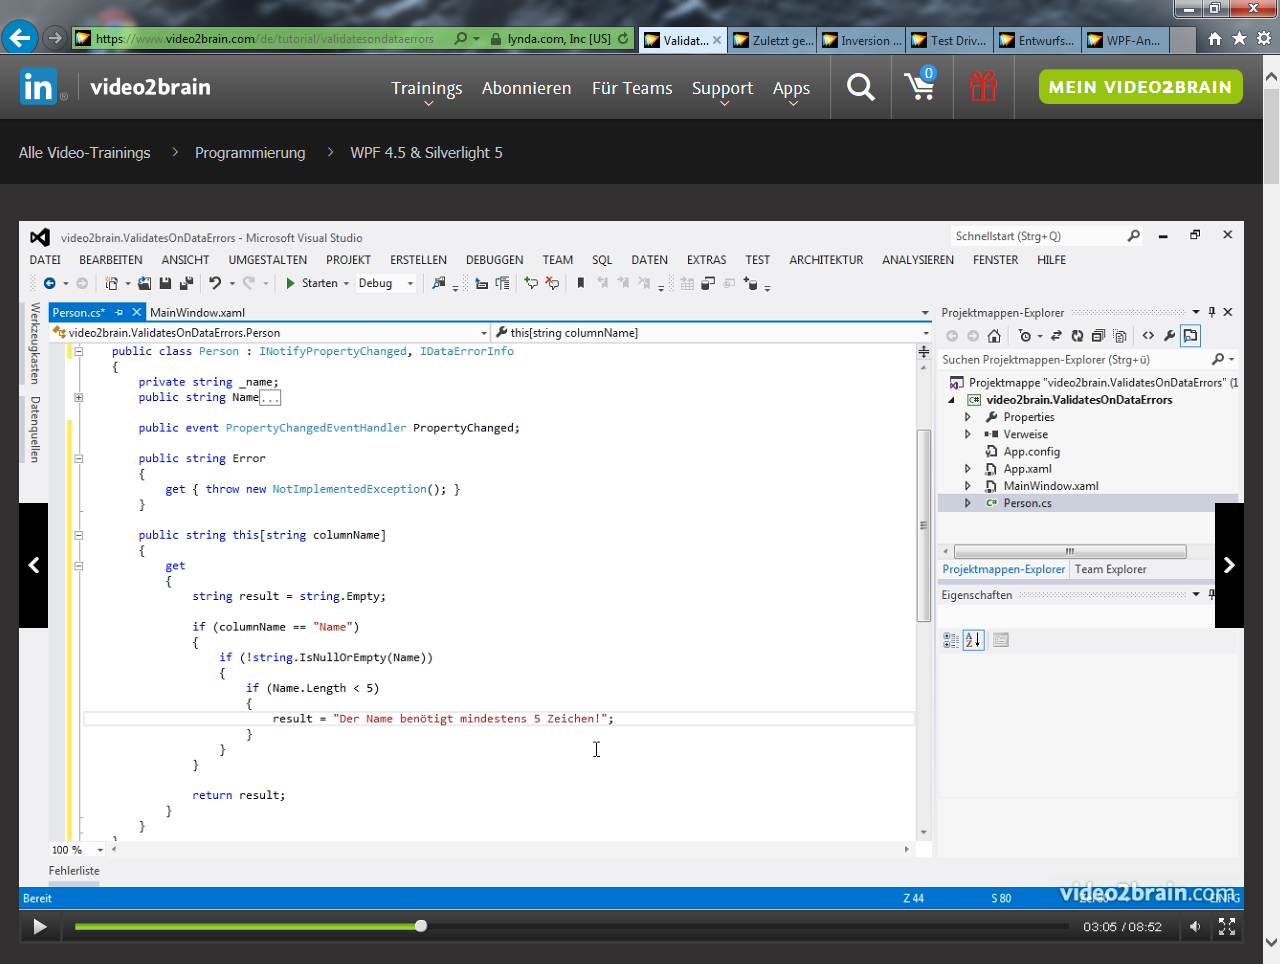 https://www.video2brain.com/de/tutorial/validatesondataerrors
lynda.com, Inc [US]
Validat...
Zuletzt ge...
Inversion ...
Test Driv...
Entwurfs...
WPF-An...
in
video2brain
Trainings
Abonnieren
Für Teams
Support
Apps
0
MEIN VIDEO2BRAIN
Alle Video-Trainings
Programmierung
WPF 4.5 & Silverlight 5
video2brain.ValidatesOnDataErrors - Microsoft Visual Studio
Schnellstart (Strg+Q)
DATEI BEARBEITEN ANSICHT UMGESTALTEN PROJEKT ERSTELLEN DEBUGGEN TEAM SQL DATEN EXTRAS TEST ARCHITEKTUR ANALYSIEREN FENSTER HILFE
Starten
Debug
Werkzeugkasten
Datenquellen
Person.cs*
MainWindow.xaml
video2brain.ValidatesOnDataErrors.Person
this[string columnName]
public class Person : INotifyPropertyChanged, IDataErrorInfo
{
private string _name;
public string Name...
public event PropertyChangedEventHandler PropertyChanged;
public string Error
{
get { throw new NotImplementedException(); }
}
public string this[string columnName]
{
get
{
string result = string.Empty;
if (columnName == "Name")
{
if (!string.IsNullOrEmpty(Name))
{
if (Name.Length < 5)
{
result = "Der Name benötigt mindestens 5 Zeichen!";
}
}
}
return result;
}
}
100 %
Fehlerliste
Projektmappen-Explorer
Suchen Projektmappen-Explorer (Strg+ü)
Projektmappe "video2brain.ValidatesOnDataErrors" (1
video2brain.ValidatesOnDataErrors
Properties
Verweise
App.config
App.xaml
MainWindow.xaml
Person.cs
Projektmappen-Explorer
Team Explorer
Eigenschaften
Bereit
Z 44
S 80
video2brain.com
03:05 / 08:52